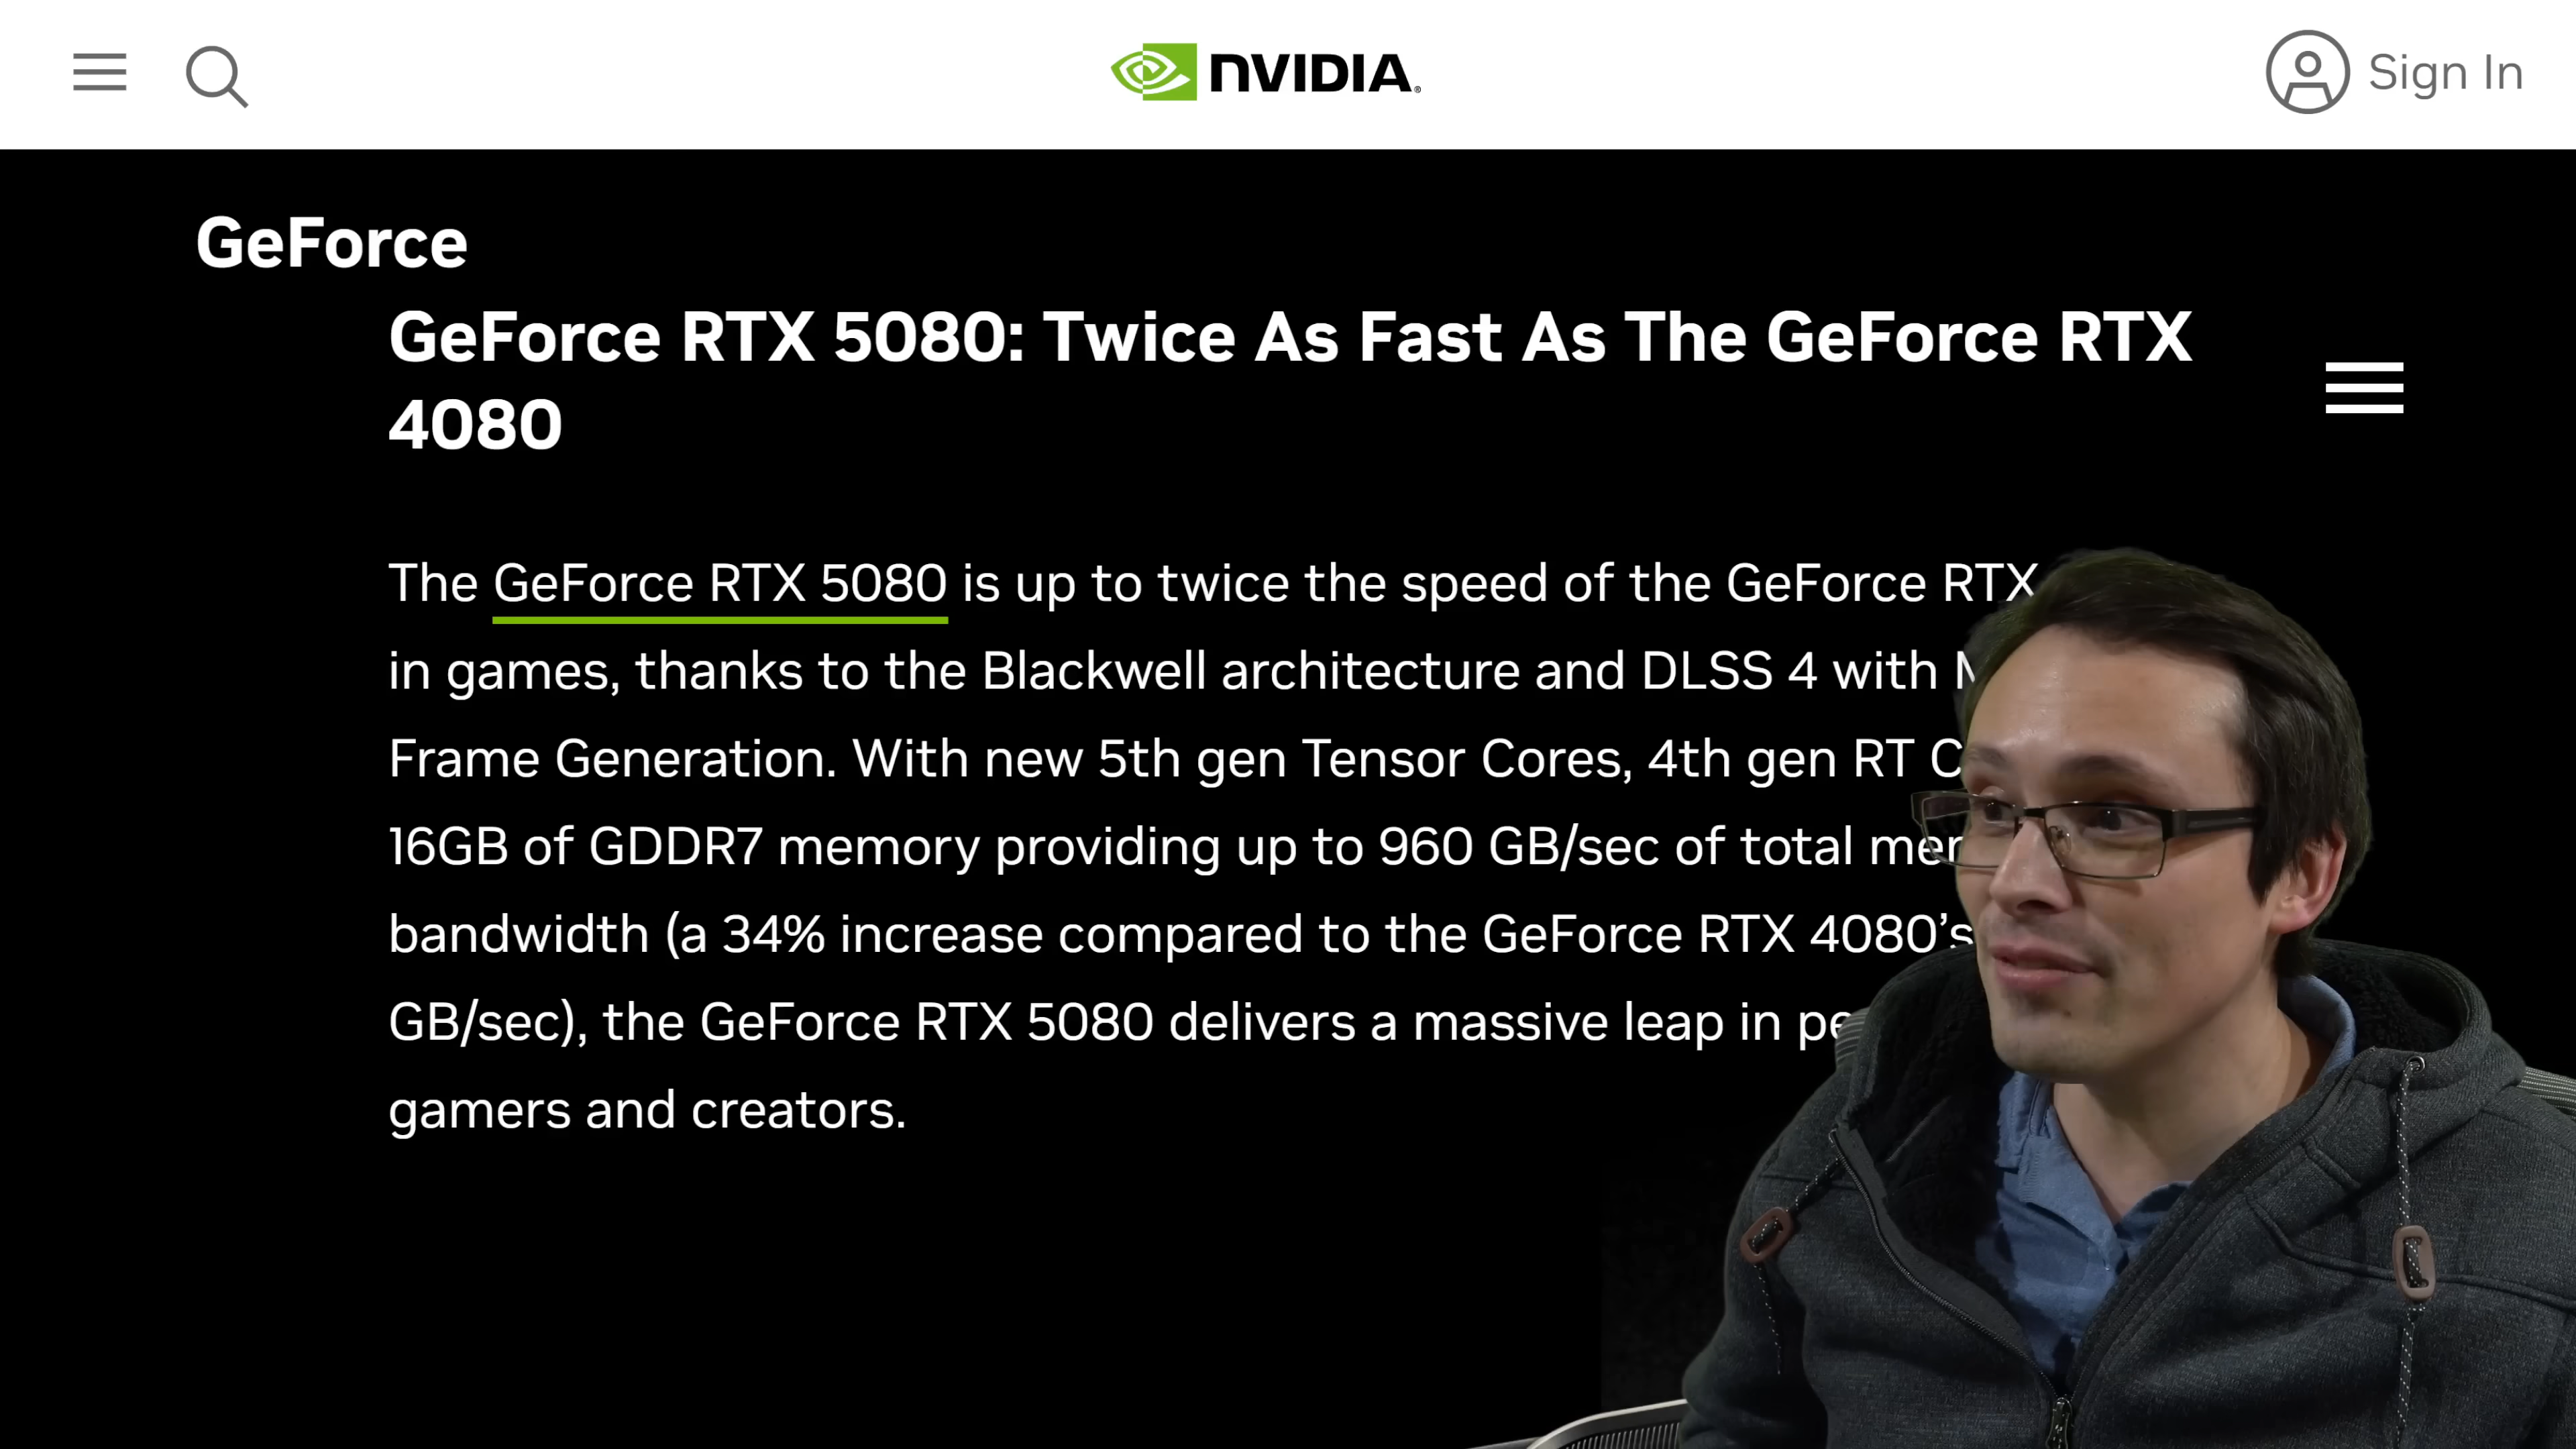 NVIDIA
Sign In
GeForce
GeForce RTX 5080: Twice As Fast As The GeForce RTX
4080
The GeForce RTX 5080 is up to twice the speed of the GeForce RTX
in games, thanks to the Blackwell architecture and DLSS 4 with
Frame Generation. With new 5th gen Tensor Cores, 4th gen RT
16GB of GDDR7 memory providing up to 960 GB/sec of total
bandwidth (a 34% increase compared to the GeForce RTX 4080’s
GB/sec), the GeForce RTX 5080 delivers a massive leap in
gamers and creators.